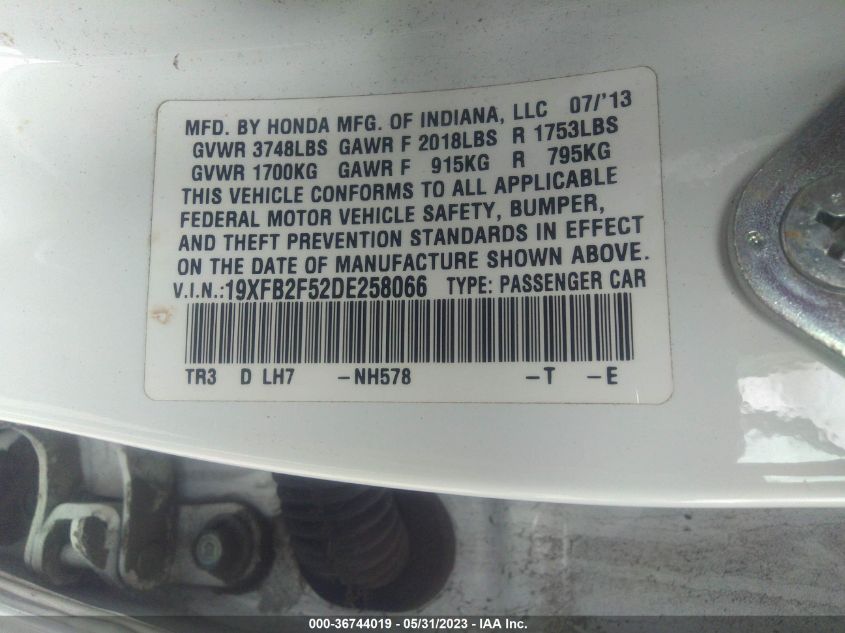 MFD. BY HONDA MFG. OF INDIANA, LLC 07/'13
GVWR 3748LBS GAWR F 2018LBS R 1753LBS
GVWR 1700KG GAWR F 915KG R 795KG
THIS VEHICLE CONFORMS TO ALL APPLICABLE
FEDERAL MOTOR VEHICLE SAFETY, BUMPER,
AND THEFT PREVENTION STANDARDS IN EFFECT
ON THE DATE OF MANUFACTURE SHOWN ABOVE.
V.I.N.:19XFB2F52DE258066 TYPE: PASSENGER CAR
TR3 D LH7 -NH578 -T -E
000-36744019 - 05/31/2023 - IAA Inc.